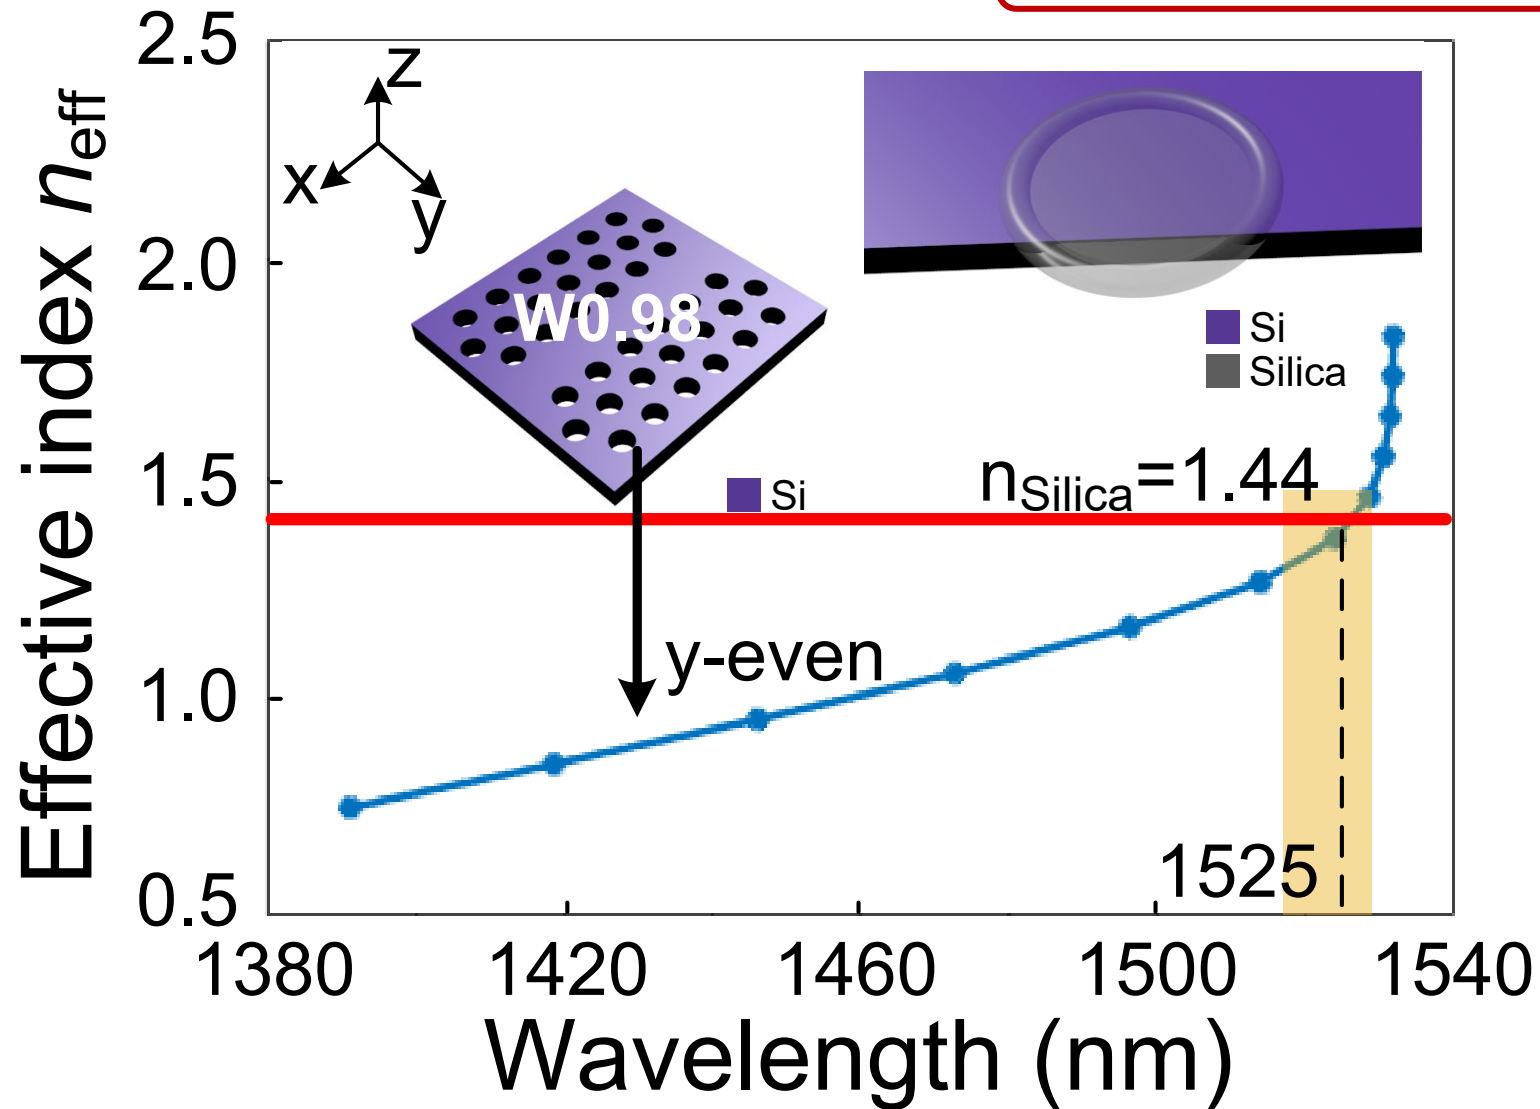 Effective index neff
2.5
2.0
1.5
1.0
0.5
z
x
y
W0.98
Si
Si
Silica
nSilica=1.44
y-even
1525
1380 1420 1460 1500 1540
Wavelength (nm)